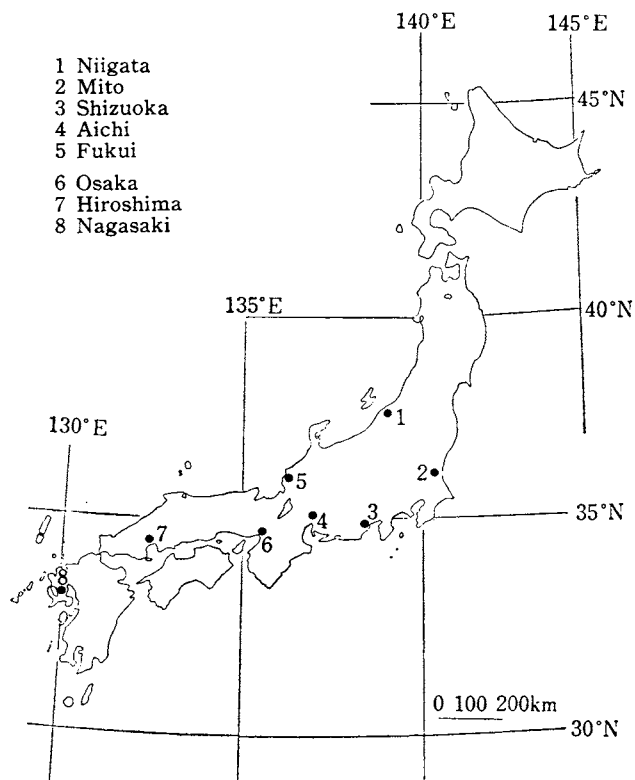 140°E
145°E
1 Niigata
2 Mito
3 Shizuoka
4 Aichi
5 Fukui
6 Osaka
7 Hiroshima
8 Nagasaki
45°N
135°E
40°N
130°E
1
2
5
35°N
4
3
7
6
8
0 100 200km
30°N